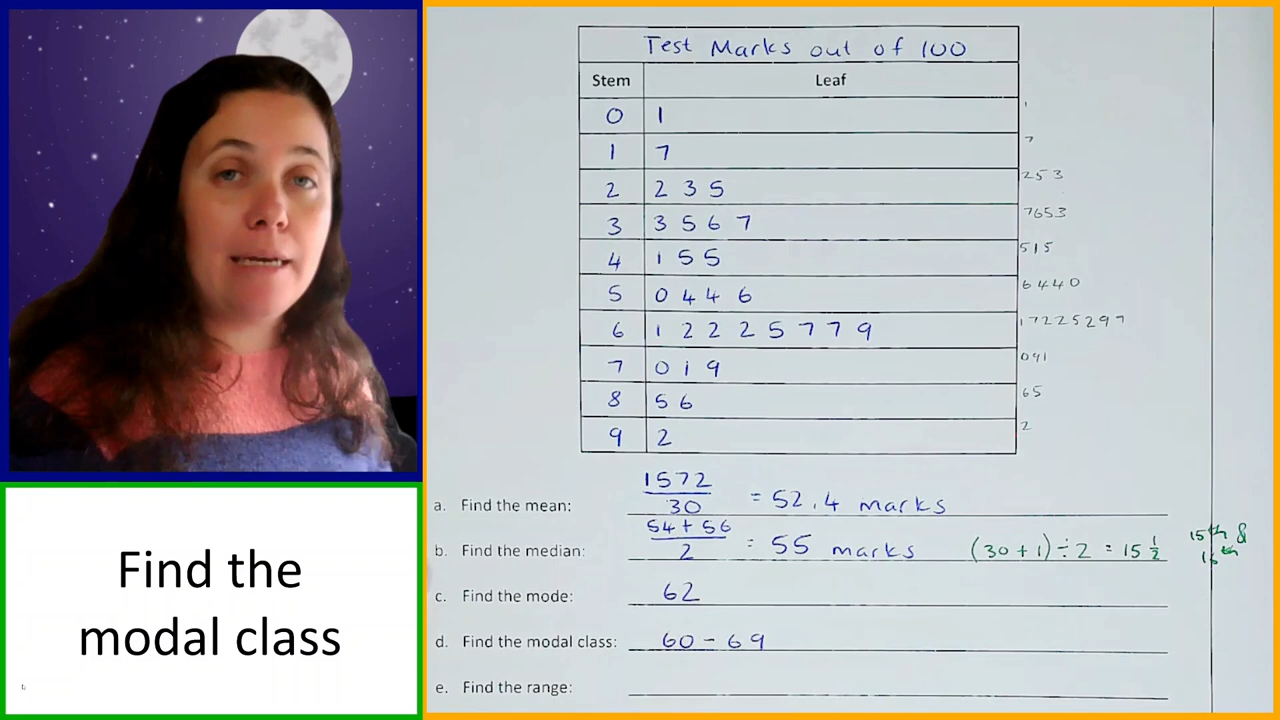 Test Marks out of 100
Stem Leaf
0 1 1
1 7 7
2 2 3 5 253
3 3 5 6 7 7653
4 1 5 5 515
5 0 4 4 6 6440
6 1 2 2 2 5 7 7 9 17225297
7 0 1 9 091
8 5 6 65
9 2 2
a. Find the mean: 1572/30 = 52.4 marks
b. Find the median: 54 + 56/2 = 55 marks (30 + 1) ÷ 2 = 15 1/2 15th &
16th
c. Find the mode: 62
d. Find the modal class: 60 - 69
e. Find the range:
Find the
modal class